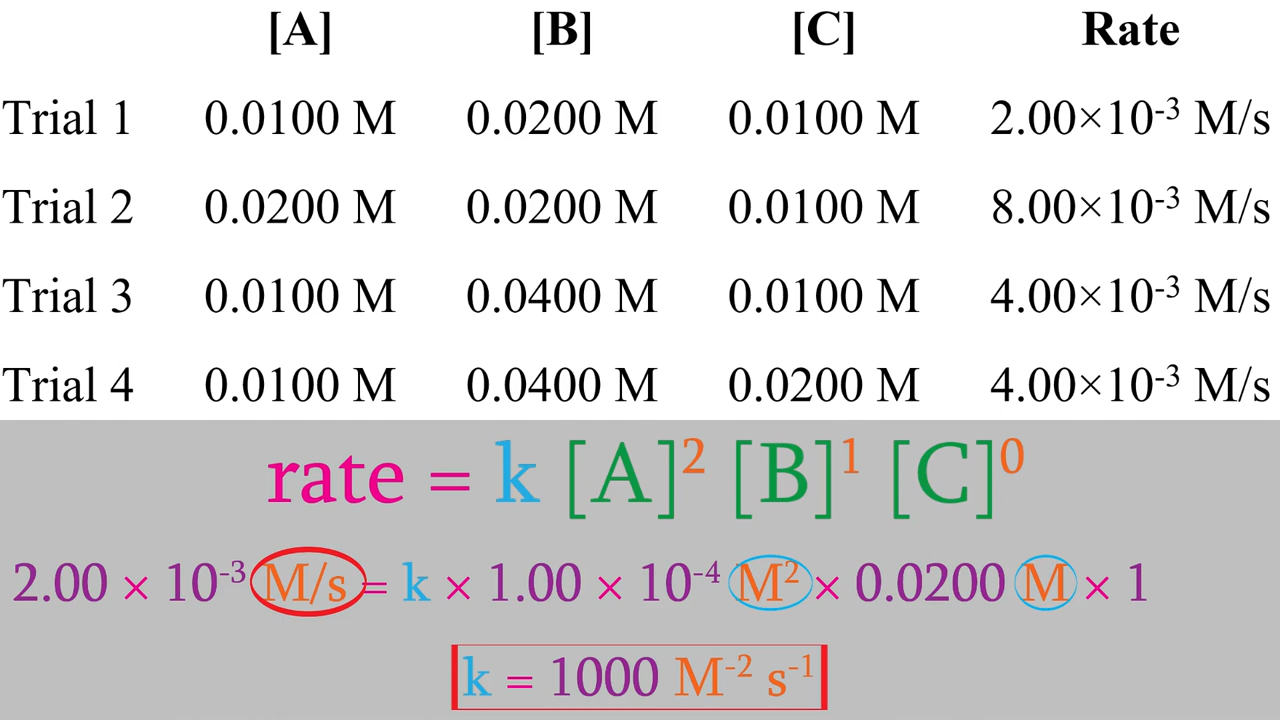 [A] [B] [C] Rate
Trial 1 0.0100 M 0.0200 M 0.0100 M 2.00×10⁻³ M/s
Trial 2 0.0200 M 0.0200 M 0.0100 M 8.00×10⁻³ M/s
Trial 3 0.0100 M 0.0400 M 0.0100 M 4.00×10⁻³ M/s
Trial 4 0.0100 M 0.0400 M 0.0200 M 4.00×10⁻³ M/s
rate = k [A]² [B]¹ [C]⁰
2.00 × 10⁻³ M/s = k × 1.00 × 10⁻⁴ M² × 0.0200 M × 1
k = 1000 M⁻² s⁻¹